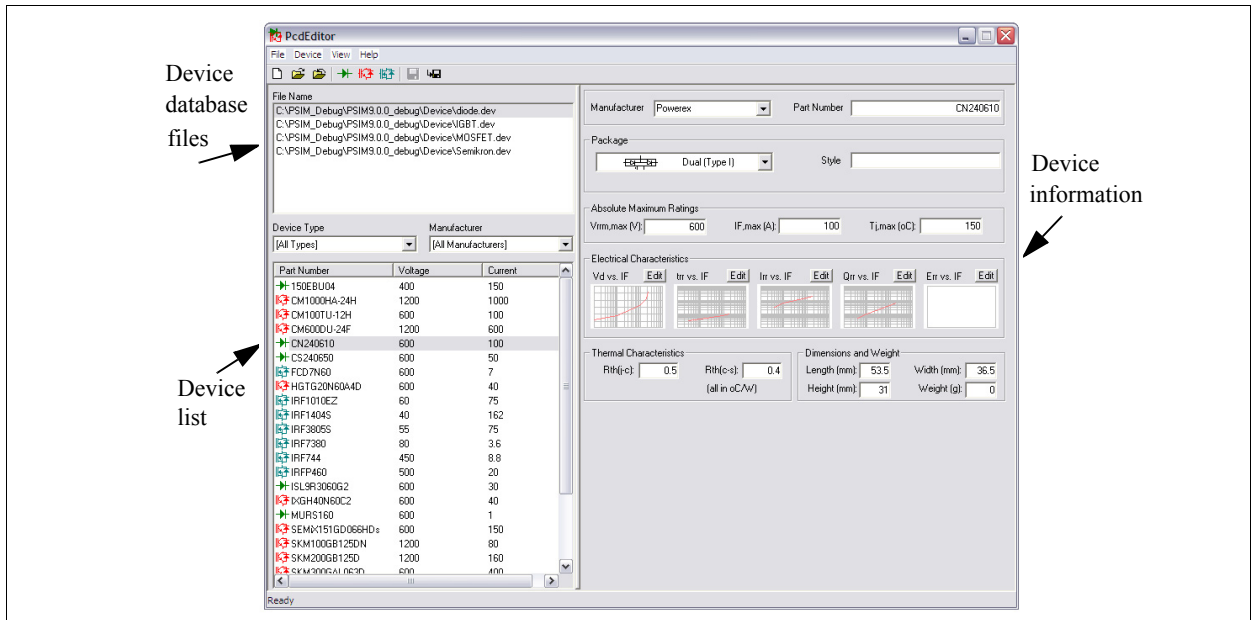 PcdEditor
File Device View Help
Device
database
files
File Name
C:\PSIM_Debug\PSIM9.0.0_debug\Device\diode.dev
C:\PSIM_Debug\PSIM9.0.0_debug\Device\IGBT.dev
C:\PSIM_Debug\PSIM9.0.0_debug\Device\MOSFET.dev
C:\PSIM_Debug\PSIM9.0.0_debug\Device\Semikron.dev
Device Type Manufacturer
[All Types] [All Manufacturers]
Part Number Voltage Current
150EBU04 400 150
CM1000HA-24H 1200 1000
CM100TU-12H 600 100
CM600DU-24F 1200 600
CN240610 600 100
CS240650 600 50
FCD7N60 600 7
HGTG20N60A4D 600 40
IRF1010EZ 60 75
IRF1404S 40 162
IRF3805S 55 75
IRF7380 80 3.6
IRF744 450 8.8
IRFP460 500 20
ISL9R3060G2 600 30
IXGH40N60C2 600 40
MURS160 600 1
SEMiX151GD066HDs 600 150
SKM100GB125DN 1200 80
SKM200GB125D 1200 160
SKM300GAL063D 600 400
Device
list
Ready
Manufacturer Powerex Part Number CN240610
Package
Dual (Type I) Style
Absolute Maximum Ratings
Vrrm,max (V): 600 IF,max (A): 100 Tj,max (oC): 150
Electrical Characteristics
Vd vs. IF Edit trr vs. IF Edit Irr vs. IF Edit Qrr vs. IF Edit Err vs. IF Edit
Thermal Characteristics Dimensions and Weight
Rth(j-c): 0.5 Rth(c-s): 0.4 Length (mm): 53.5 Width (mm): 36.5
(all in oC/W) Height (mm): 31 Weight (g): 0
Device
information